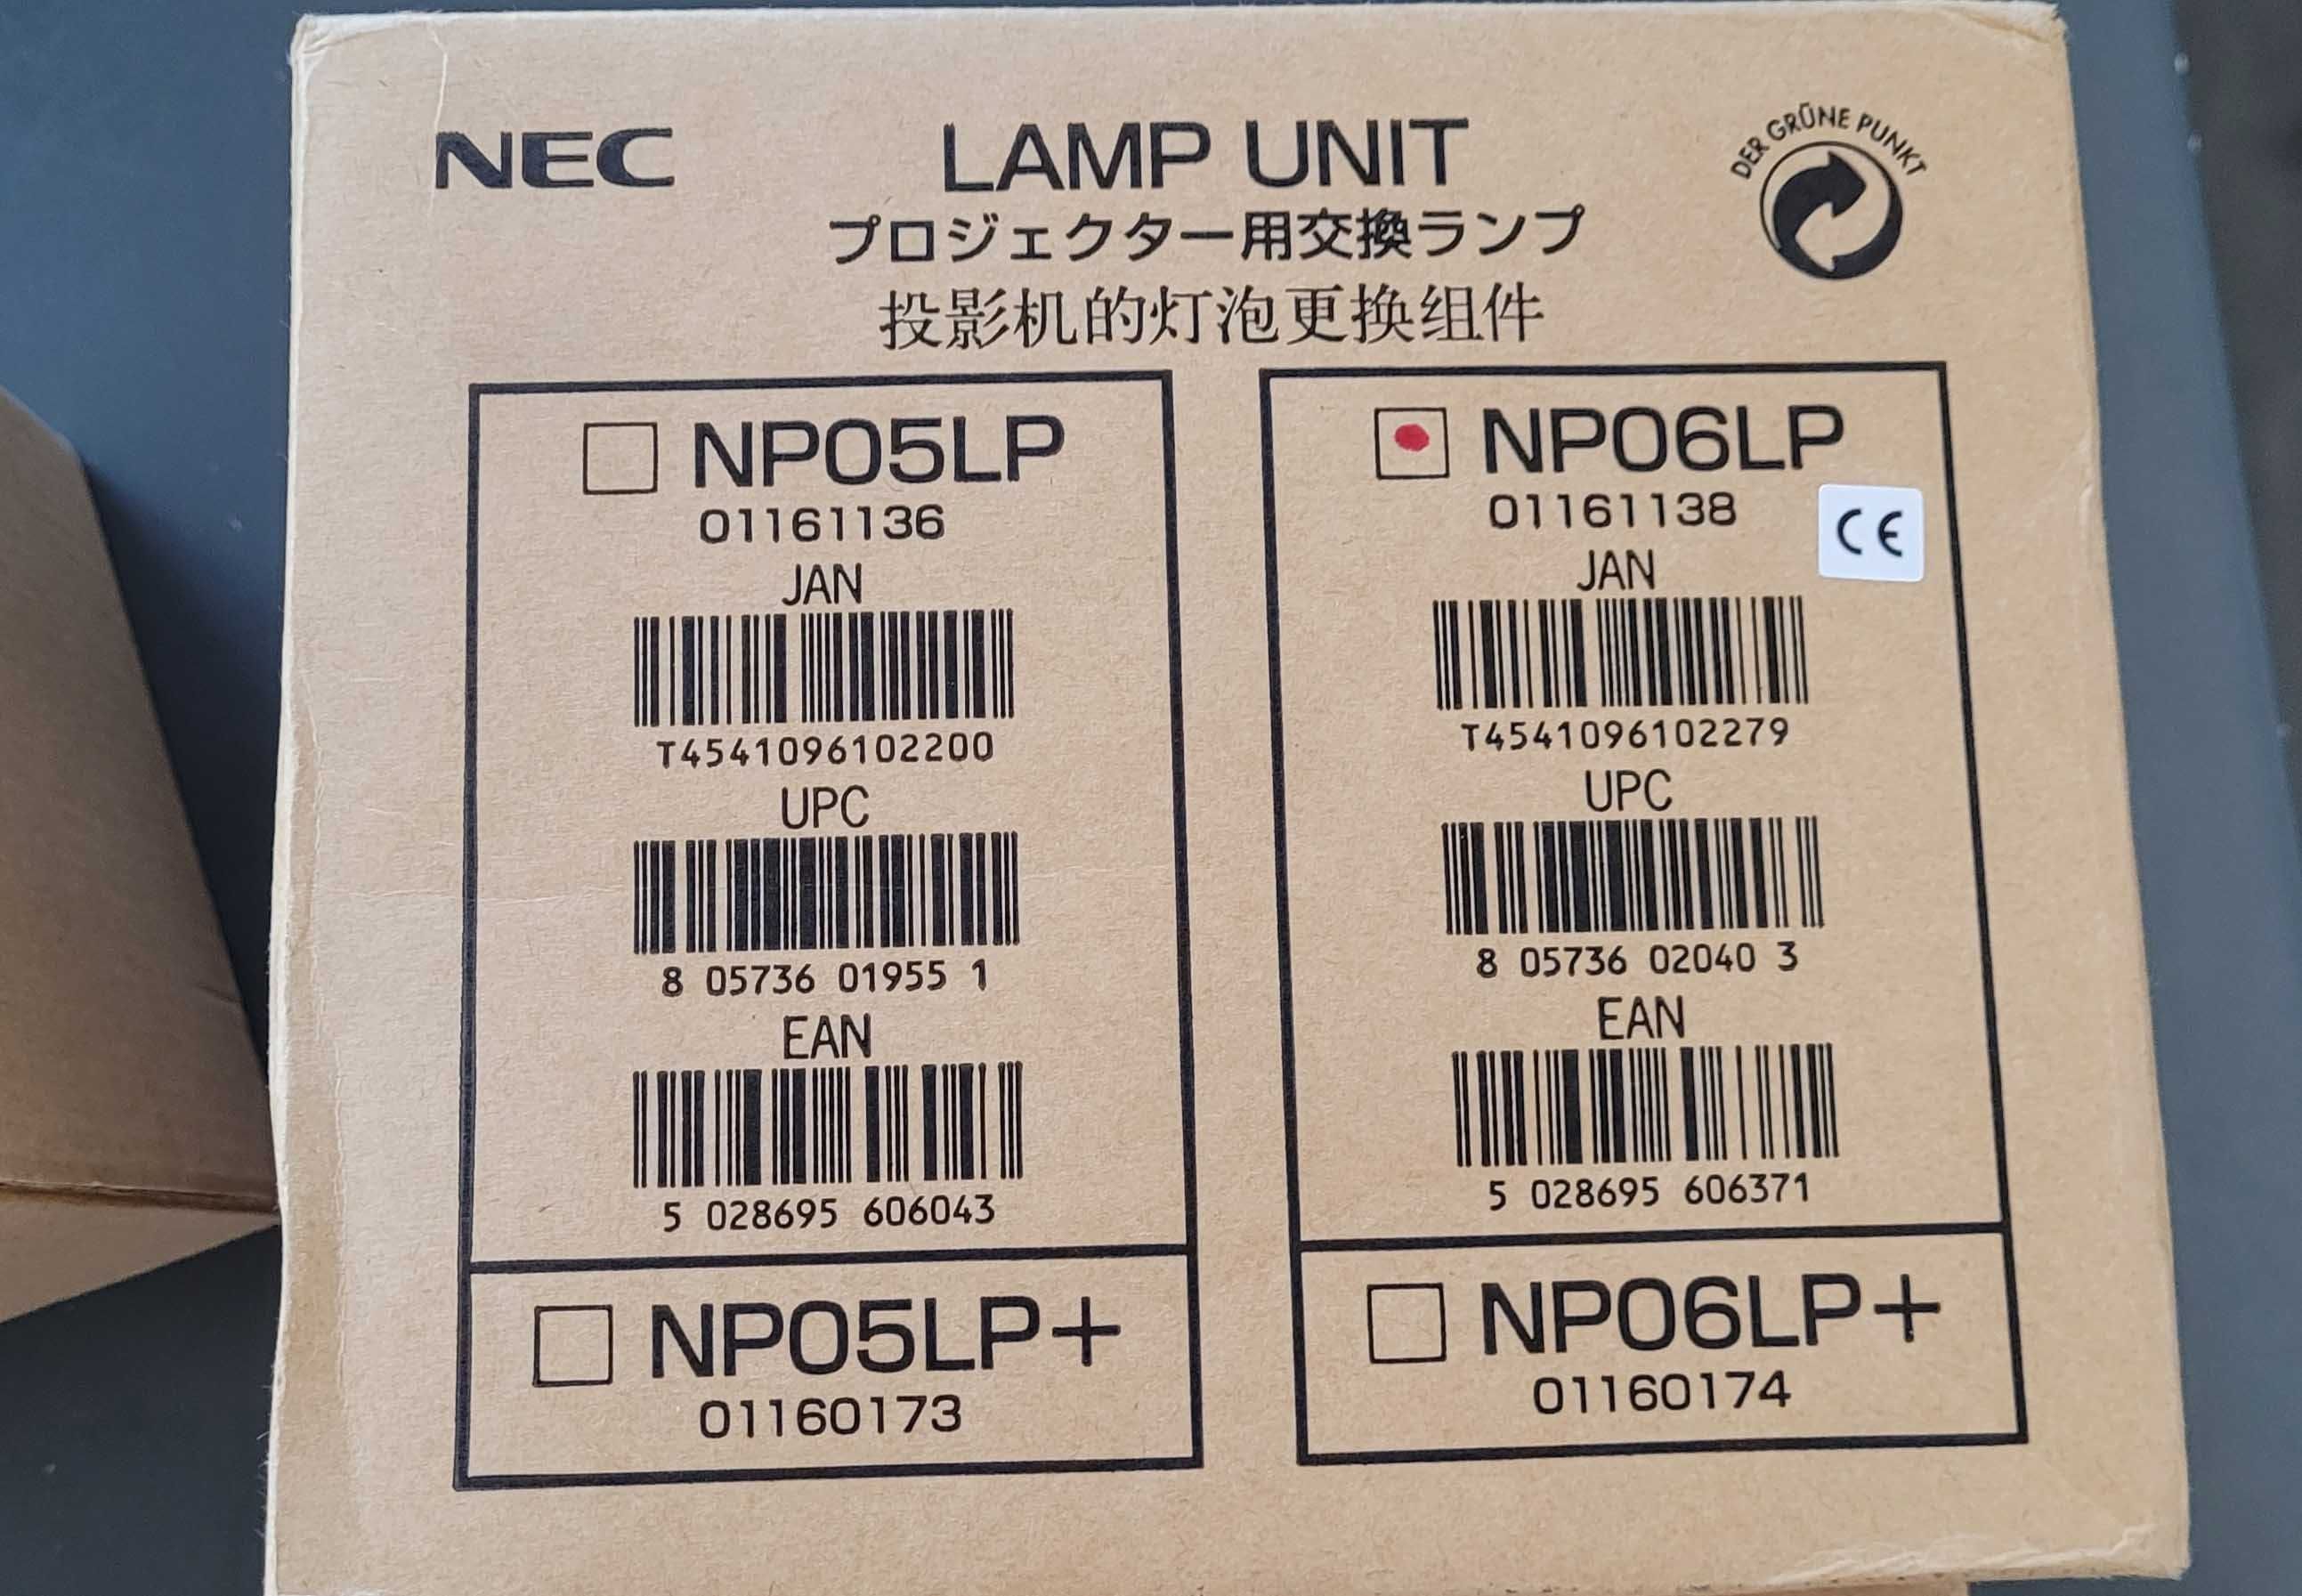 NEC
LAMP UNIT
プロジェクター用交換ランプ
投影机的灯泡更换组件
DER GRÜNE PUNKT
NP05LP
01161136
JAN
T4541096102200
UPC
8 05736 01955 1
EAN
5 028695 606043
NP05LP+
01160173
NP06LP
01161138
CE
JAN
T4541096102279
UPC
8 05736 02040 3
EAN
5 028695 606371
NP06LP+
01160174